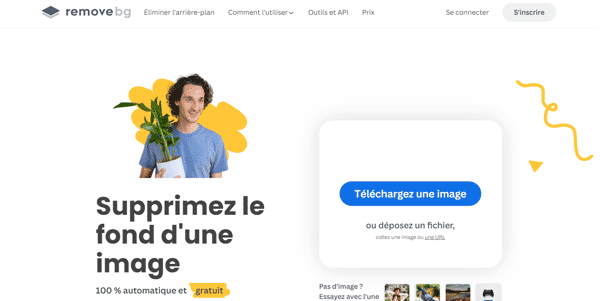 removebg
Éliminer l'arrière-plan
Comment l'utiliser
Outils et API
Prix
Se connecter
S'inscrire
Supprimez le
fond d'une
image
100 % automatique et gratuit
Téléchargez une image
ou déposez un fichier,
collez une image ou une URL
Pas d'image ?
Essayez avec l'une